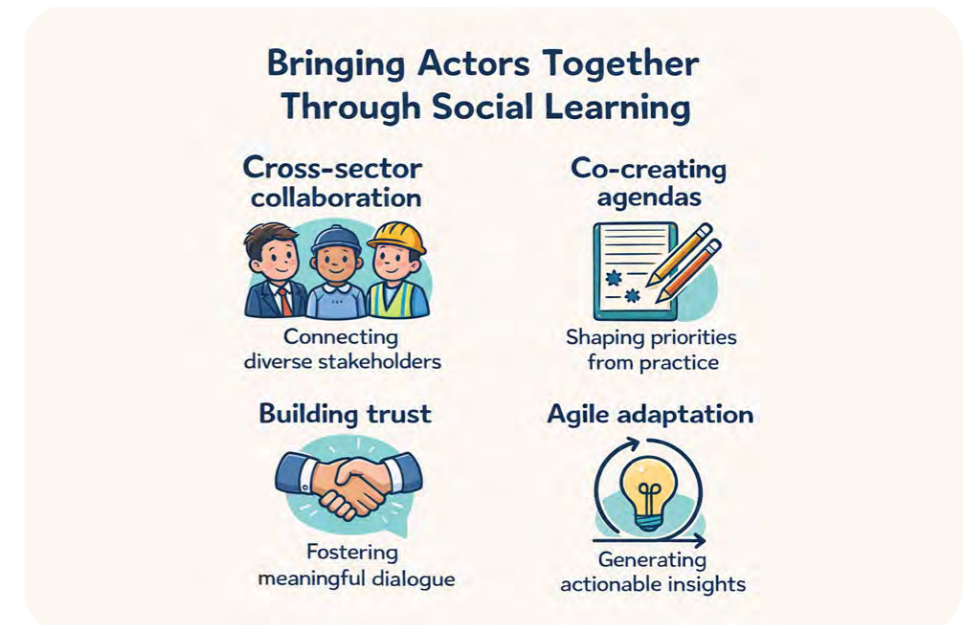 Bringing Actors Together
Through Social Learning
Cross-sector
collaboration
Connecting
diverse stakeholders
Co-creating
agendas
Shaping priorities
from practice
Building trust
Fostering
meaningful dialogue
Agile adaptation
Generating
actionable insights